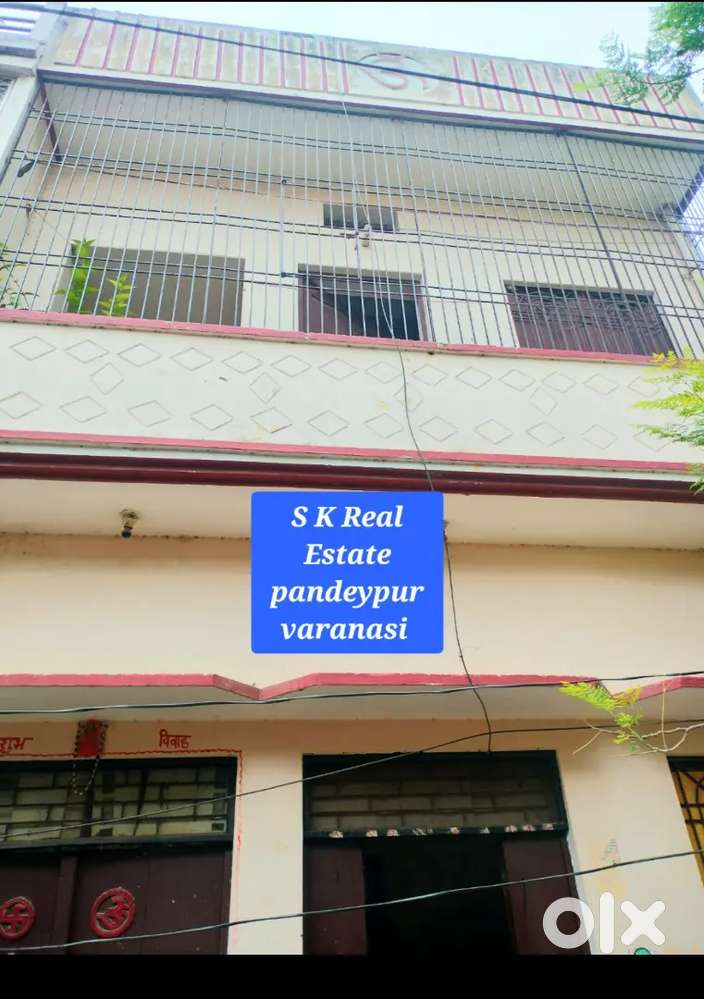 S K Real
Estate
pandeypur
varanasi
शुभ विवाह
olx